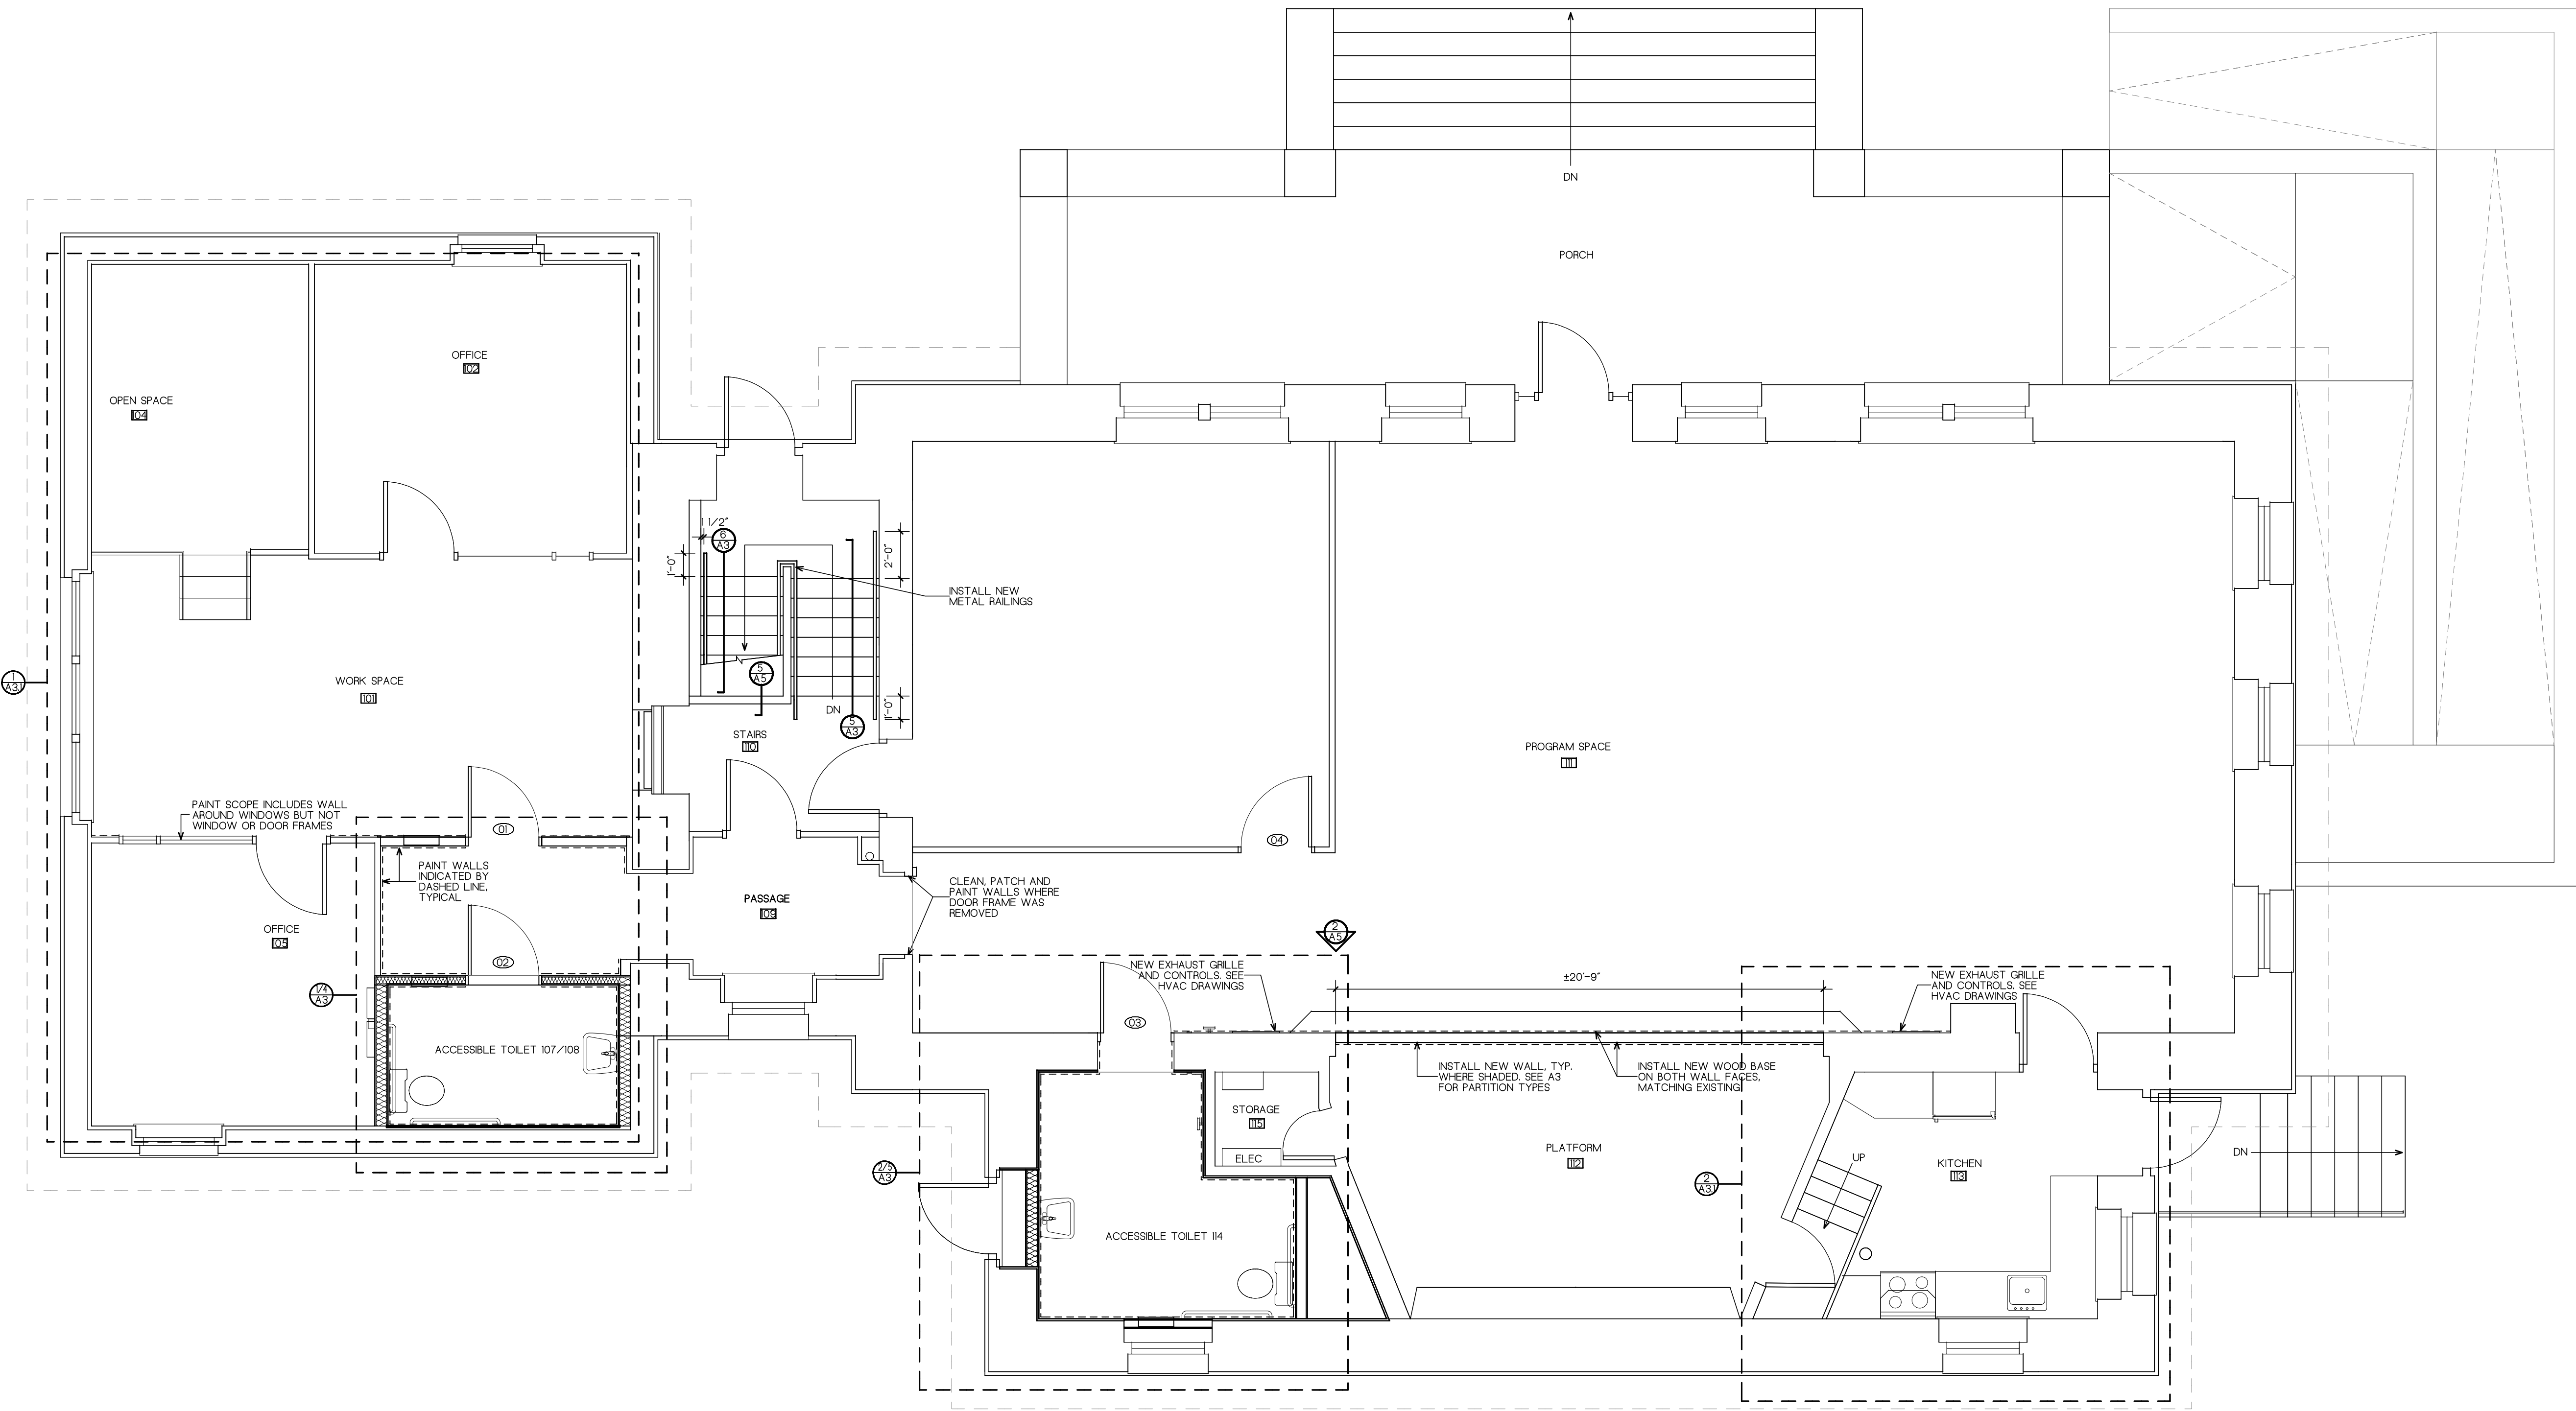 DN
PORCH
OFFICE
102
OPEN SPACE
104
1 1/2"
6
A3
1'-0"
2'-0"
INSTALL NEW
METAL RAILINGS
1
A3.1
WORK SPACE
101
5
A5
DN
1'-0"
5
A3
STAIRS
110
PROGRAM SPACE
111
PAINT SCOPE INCLUDES WALL
AROUND WINDOWS BUT NOT
WINDOW OR DOOR FRAMES
01
04
PAINT WALLS
INDICATED BY
DASHED LINE,
TYPICAL
CLEAN, PATCH AND
PAINT WALLS WHERE
DOOR FRAME WAS
REMOVED
PASSAGE
109
OFFICE
105
02
2
A5
NEW EXHAUST GRILLE
AND CONTROLS. SEE
HVAC DRAWINGS
±20'-9"
NEW EXHAUST GRILLE
AND CONTROLS. SEE
HVAC DRAWINGS
1/4
A3
03
ACCESSIBLE TOILET 107/108
INSTALL NEW WALL, TYP.
WHERE SHADED. SEE A3
FOR PARTITION TYPES
INSTALL NEW WOOD BASE
ON BOTH WALL FACES,
MATCHING EXISTING
STORAGE
115
ELEC
PLATFORM
112
UP
KITCHEN
113
DN
2/5
A3
2
A3.1
ACCESSIBLE TOILET 114